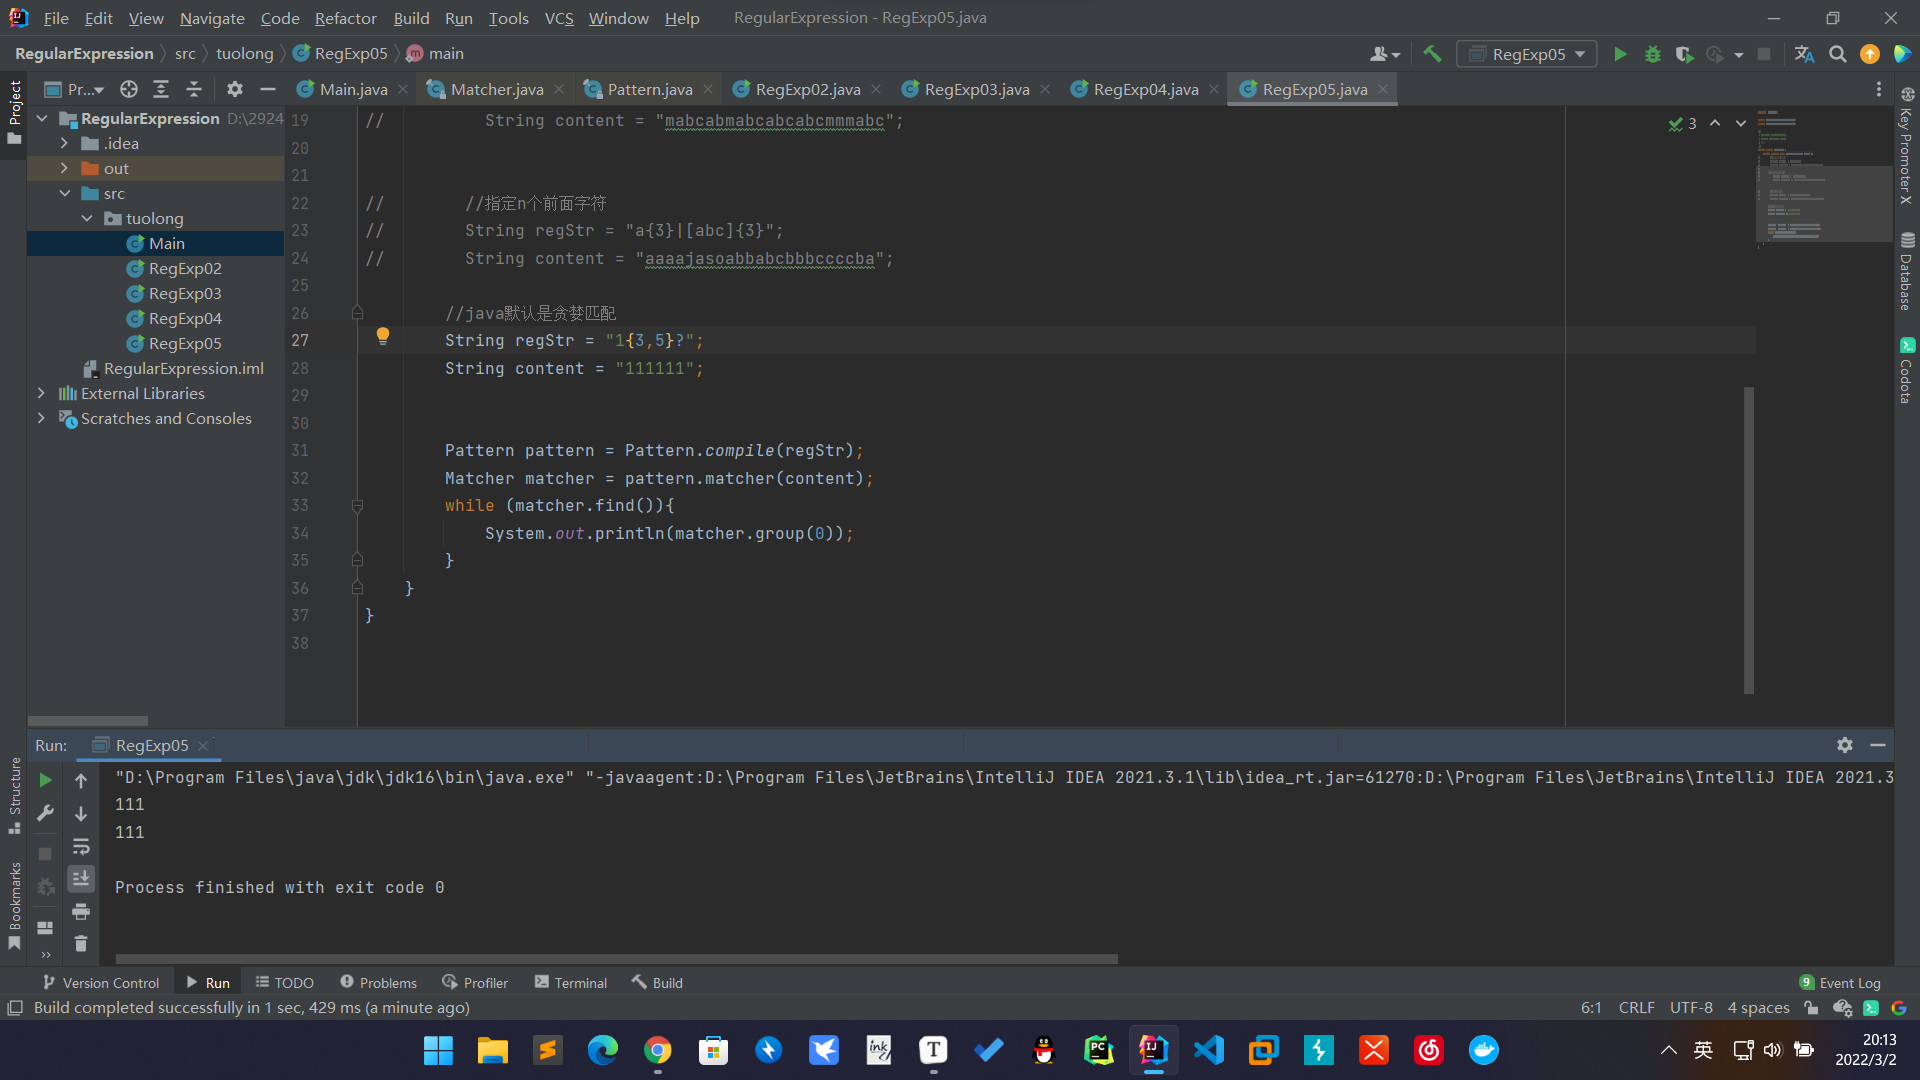 File Edit View Navigate Code Refactor Build Run Tools VCS Window Help RegularExpression - RegExp05.java
RegularExpression src tuolong RegExp05 main RegExp05
Project
Pr... Main.java Matcher.java Pattern.java RegExp02.java RegExp03.java RegExp04.java RegExp05.java
RegularExpression D:\2924
.idea
out
src
tuolong
Main
RegExp02
RegExp03
RegExp04
RegExp05
RegularExpression.iml
External Libraries
Scratches and Consoles
3
19 // String content = "mabcabmabcabcabcmmmabc";
20
21
22 // //指定n个前面字符
23 // String regStr = "a{3}|[abc]{3}";
24 // String content = "aaaajasoabbabcbbbccccba";
25
26 //java默认是贪婪匹配
27 String regStr = "1{3,5}?";
28 String content = "111111";
29
30
31 Pattern pattern = Pattern.compile(regStr);
32 Matcher matcher = pattern.matcher(content);
33 while (matcher.find()){
34 System.out.println(matcher.group(0));
35 }
36 }
37 }
38
Key Promoter X
Database
Codota
Structure
Bookmarks
Run: RegExp05
"D:\Program Files\java\jdk\jdk16\bin\java.exe" "-javaagent:D:\Program Files\JetBrains\IntelliJ IDEA 2021.3.1\lib\idea_rt.jar=61270:D:\Program Files\JetBrains\IntelliJ IDEA 2021.3
111
111
Process finished with exit code 0
Version Control Run TODO Problems Profiler Terminal Build 9 Event Log
Build completed successfully in 1 sec, 429 ms (a minute ago) 6:1 CRLF UTF-8 4 spaces
英 20:13
2022/3/2